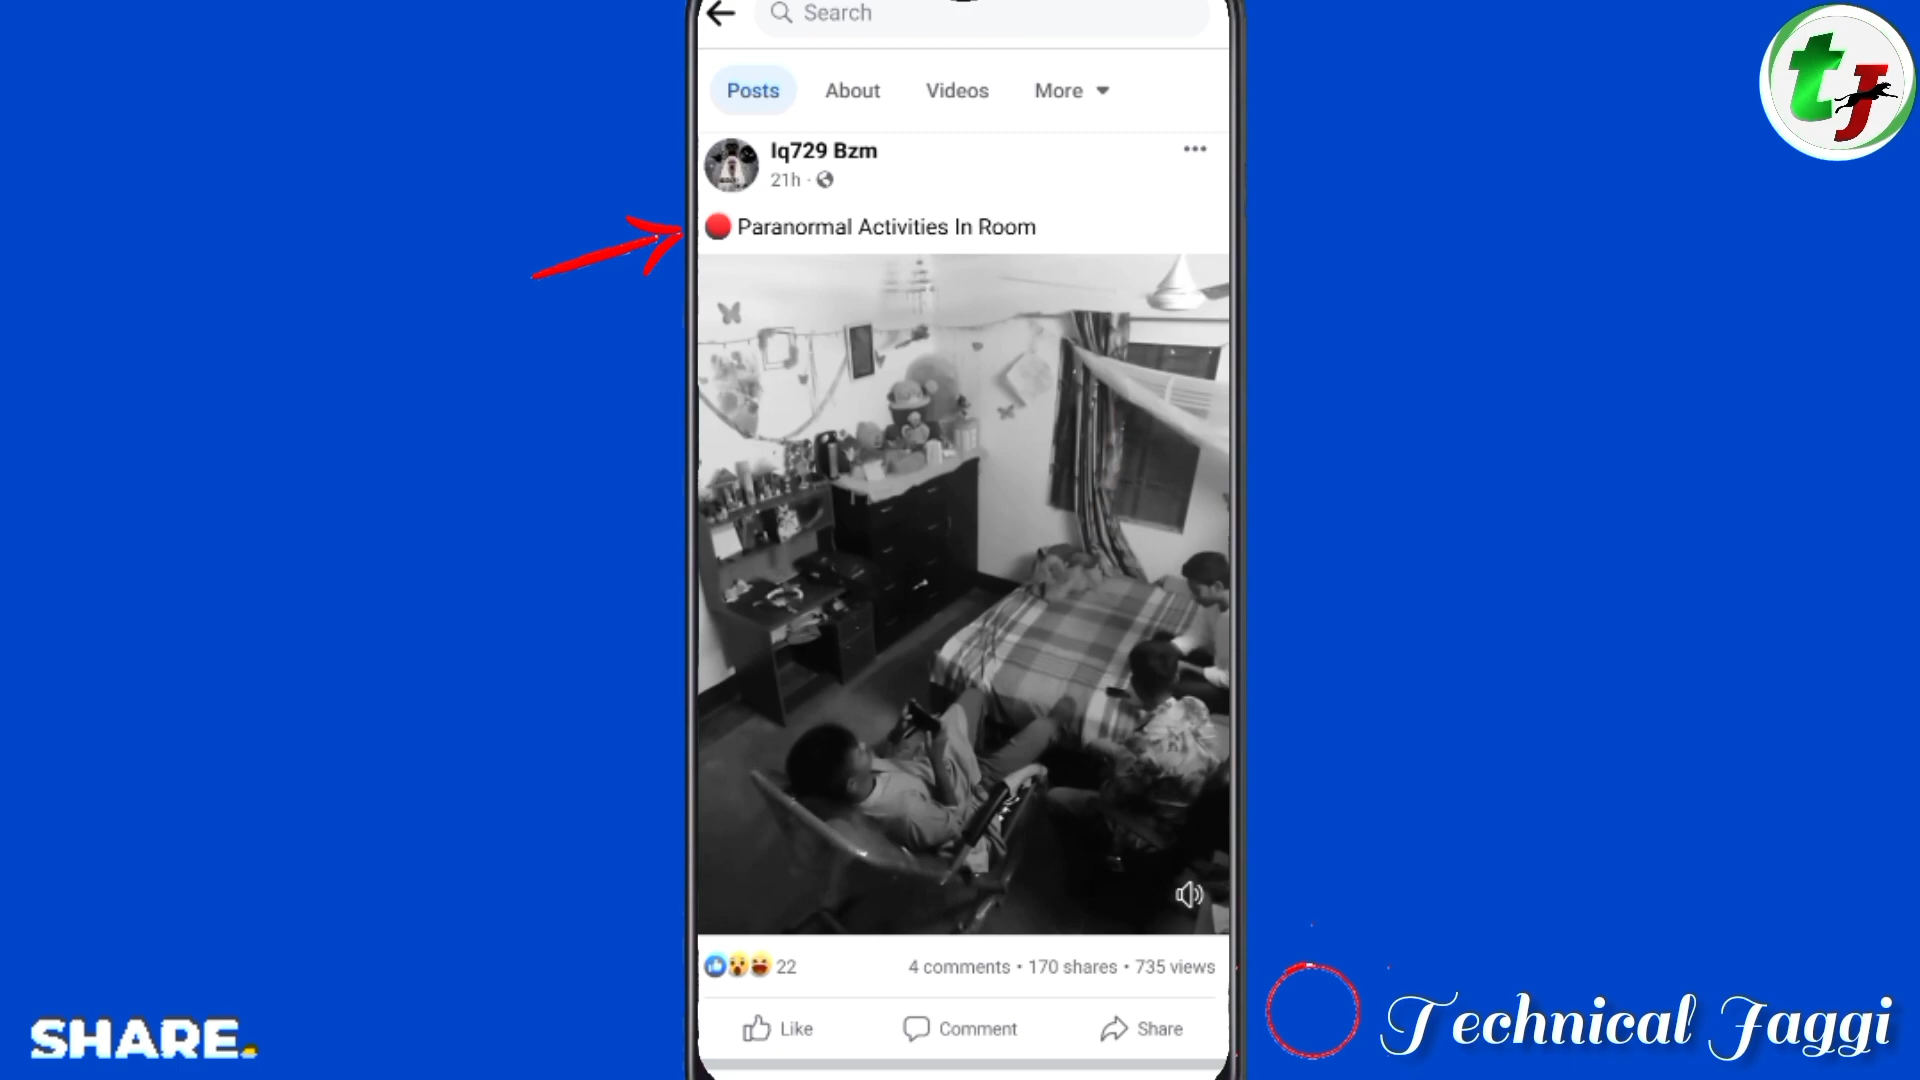 Search
Posts About Videos More
Iq729 Bzm
21h ·
Paranormal Activities In Room
22 4 comments • 170 shares • 735 views
Like Comment Share
tJ
SHARE.
Technical Jaggi